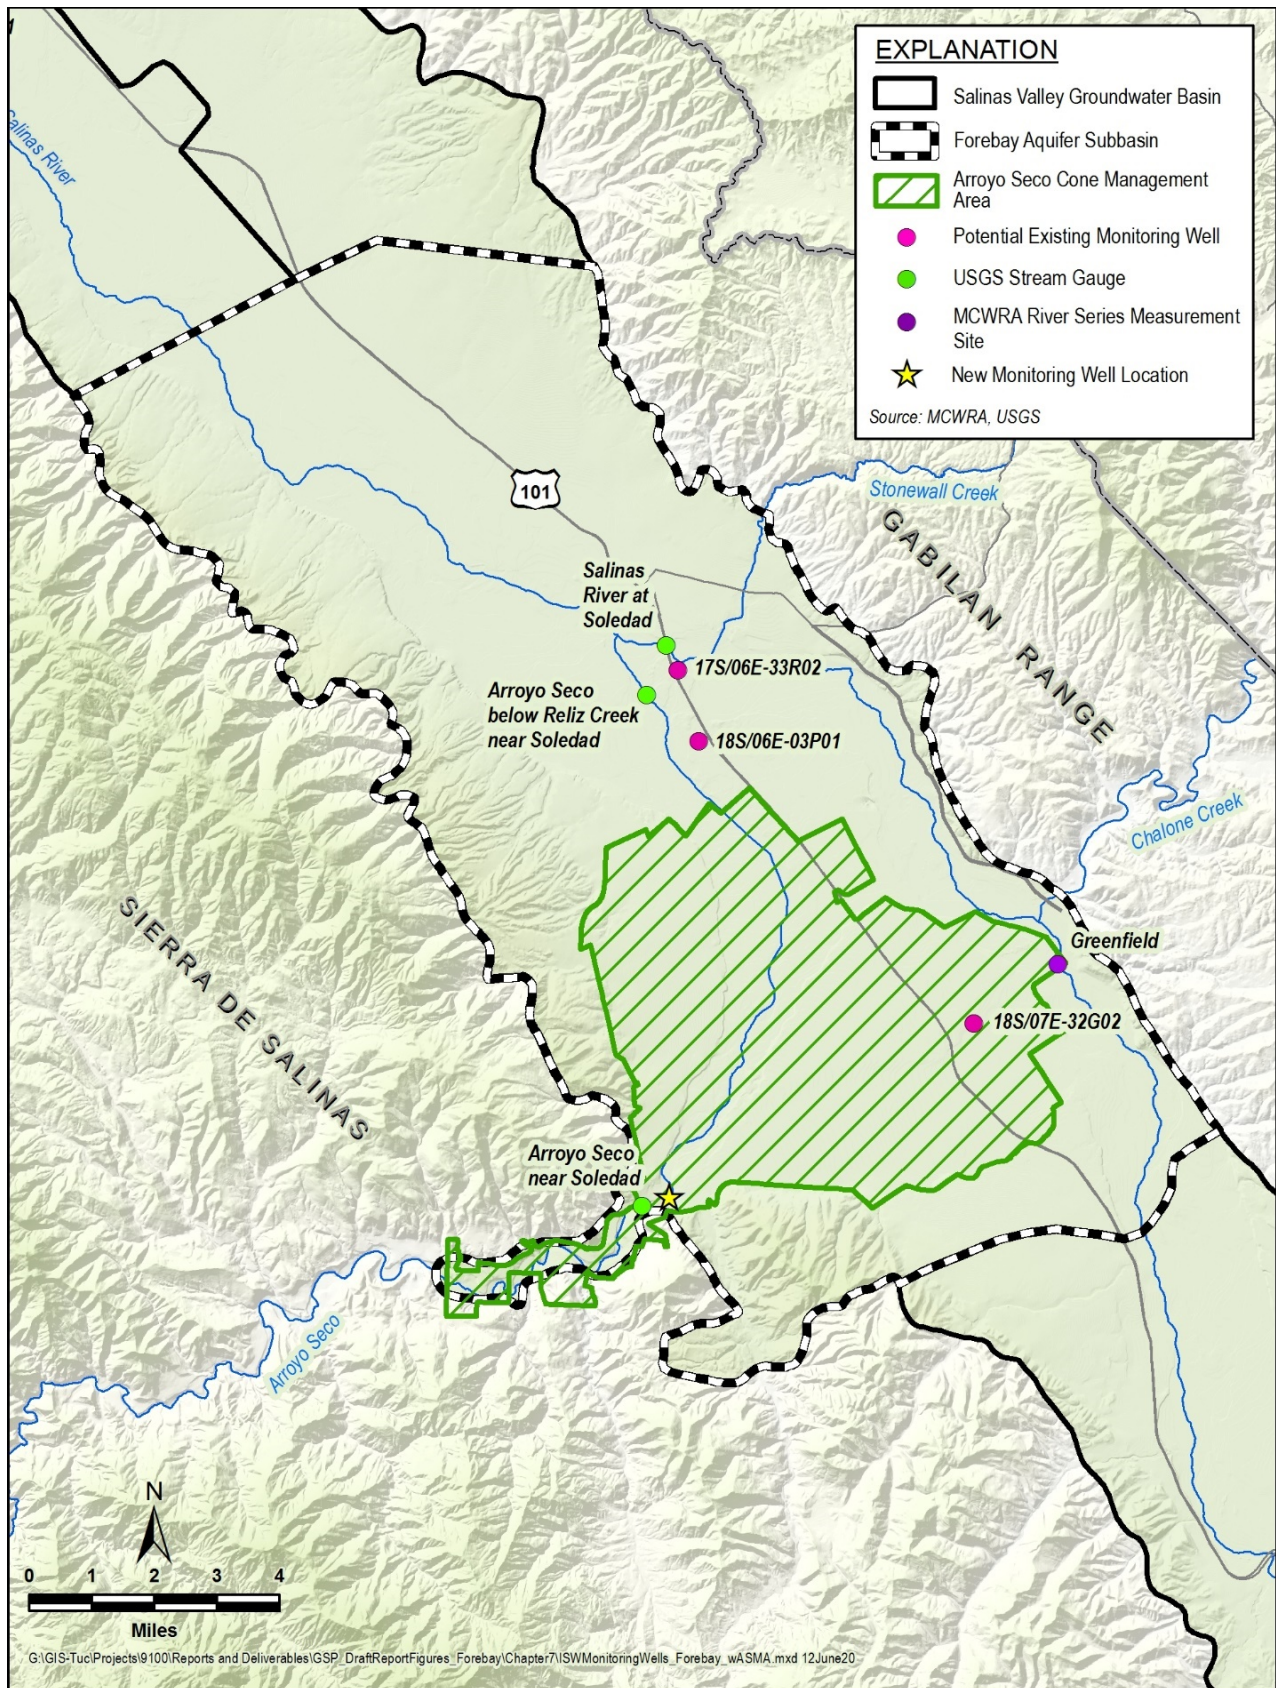 EXPLANATION
Salinas Valley Groundwater Basin
Forebay Aquifer Subbasin
Arroyo Seco Cone Management
Area
Potential Existing Monitoring Well
USGS Stream Gauge
MCWRA River Series Measurement
Site
New Monitoring Well Location
Source: MCWRA, USGS
Salinas River
101
Stonewall Creek
GABILAN RANGE
Salinas
River at
Soledad
17S/06E-33R02
Arroyo Seco
below Reliz Creek
near Soledad
18S/06E-03P01
Chalone Creek
SIERRA DE SALINAS
Greenfield
18S/07E-32G02
Arroyo Seco
near Soledad
Arroyo Seco
N
0 1 2 3 4
Miles
G:\GIS-Tuc\Projects\9100\Reports and Deliverables\GSP_DraftReportFigures_Forebay\Chapter7\ISWMonitoringWells_Forebay_wASMA.mxd 12June20